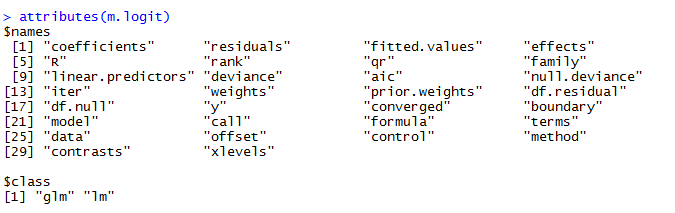 > attributes(m.logit)
$names
 [1] "coefficients"      "residuals"         "fitted.values"     "effects"
 [5] "R"                 "rank"              "qr"                "family"
 [9] "linear.predictors" "deviance"          "aic"               "null.deviance"
[13] "iter"              "weights"           "prior.weights"     "df.residual"
[17] "df.null"           "y"                 "converged"         "boundary"
[21] "model"             "call"              "formula"           "terms"
[25] "data"              "offset"            "control"           "method"
[29] "contrasts"         "xlevels"
$class
[1] "glm" "lm"